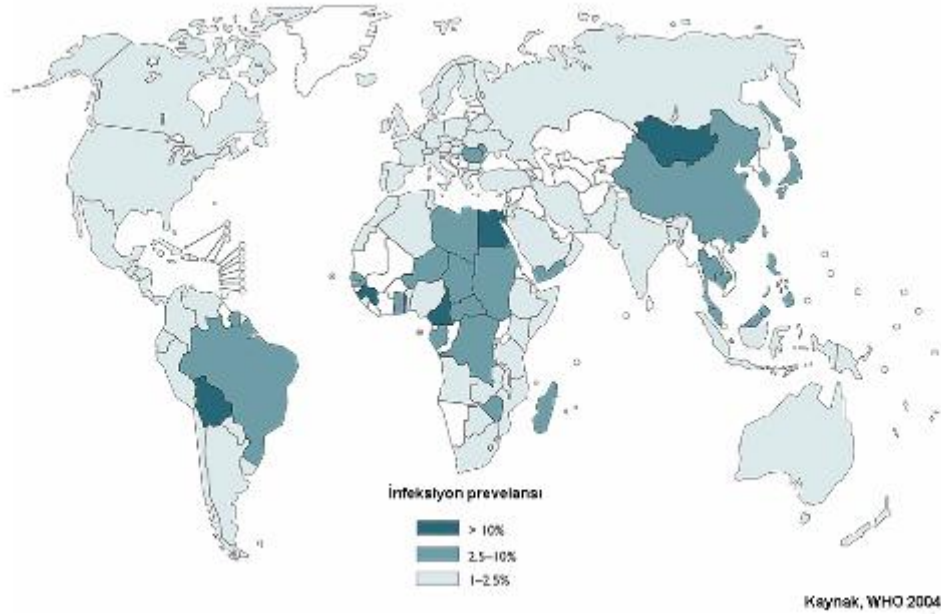 İnfeksiyon prevelansı
> 10%
2.5–10%
1–2.5%
Kaynak, WHO 2004